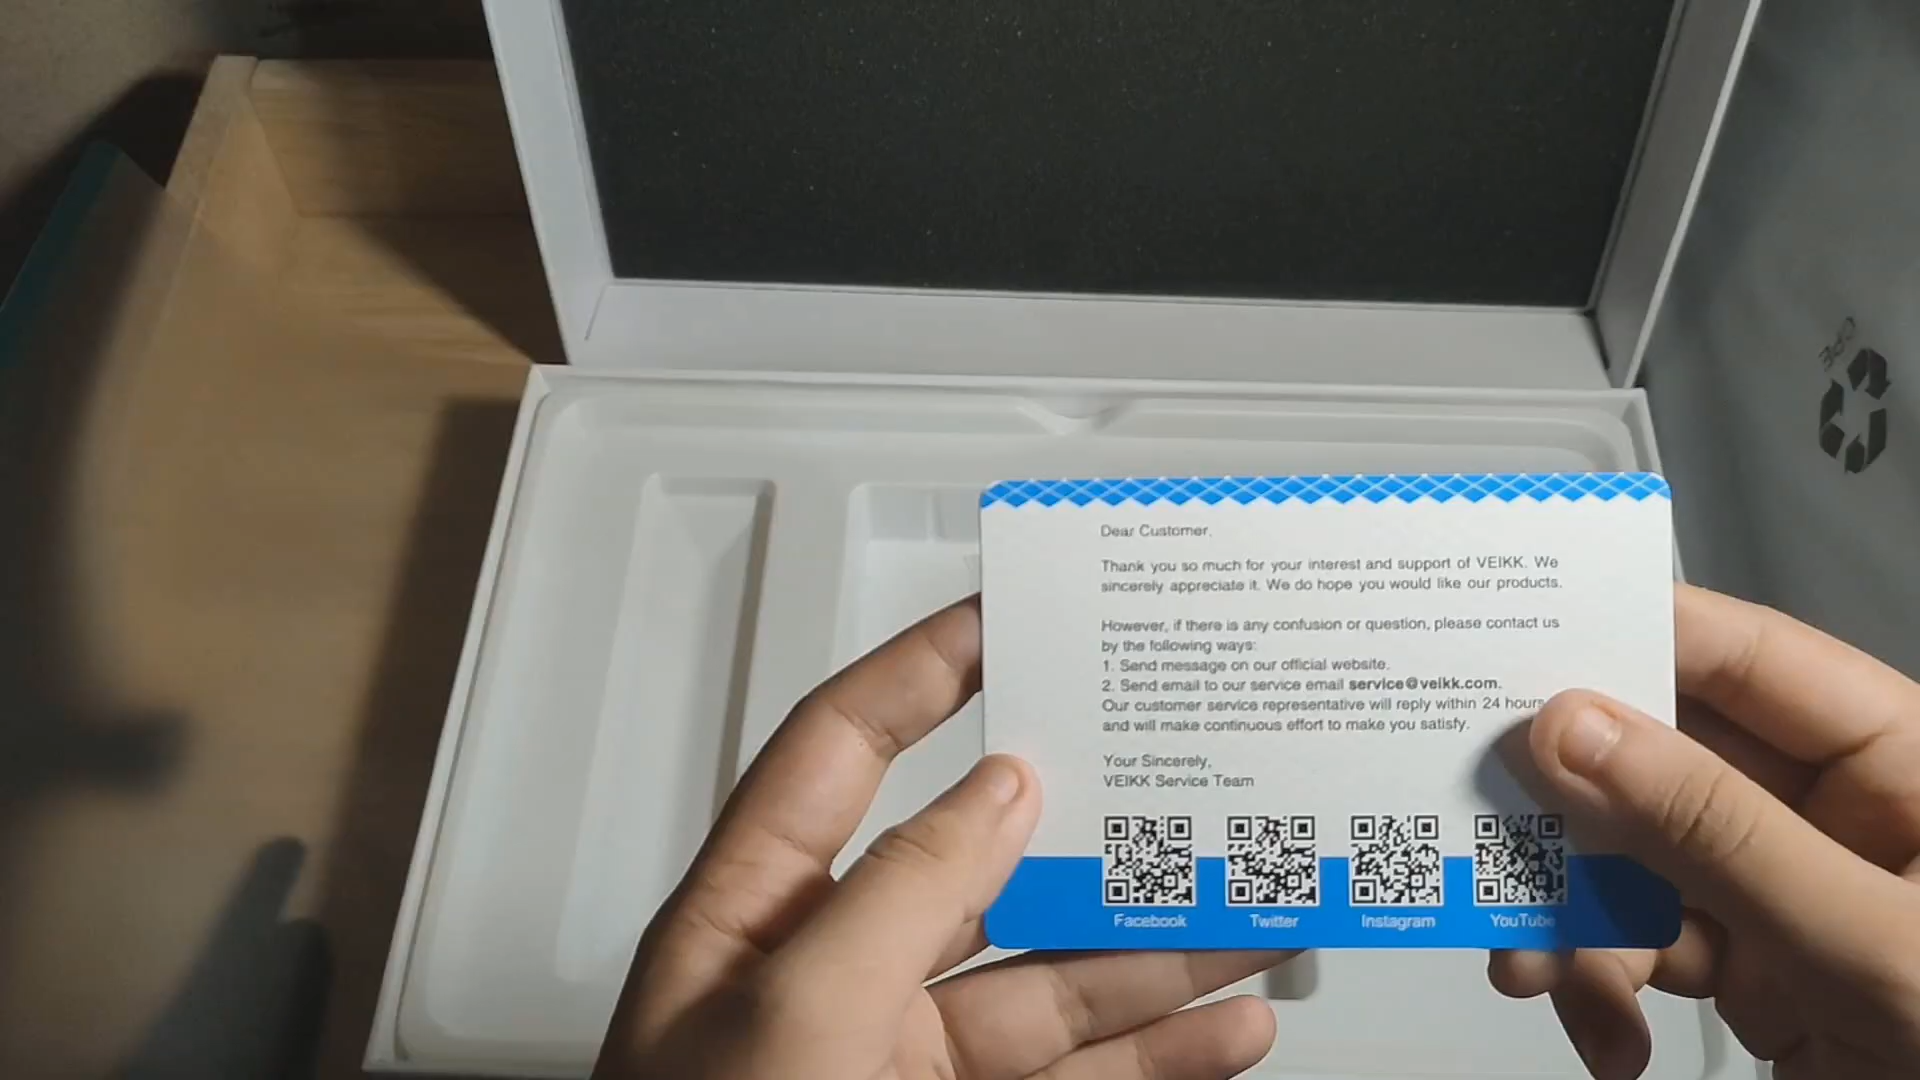 Dear Customer,
Thank you so much for your interest and support of VEIKK. We
sincerely appreciate it. We do hope you would like our products.
However, if there is any confusion or question, please contact us
by the following ways:
1. Send message on our official website.
2. Send email to our service email service@veikk.com.
Our customer service representative will reply within 24 hours
and will make continuous effort to make you satisfy.
Your Sincerely,
VEIKK Service Team
Facebook Twitter Instagram YouTube
CPE